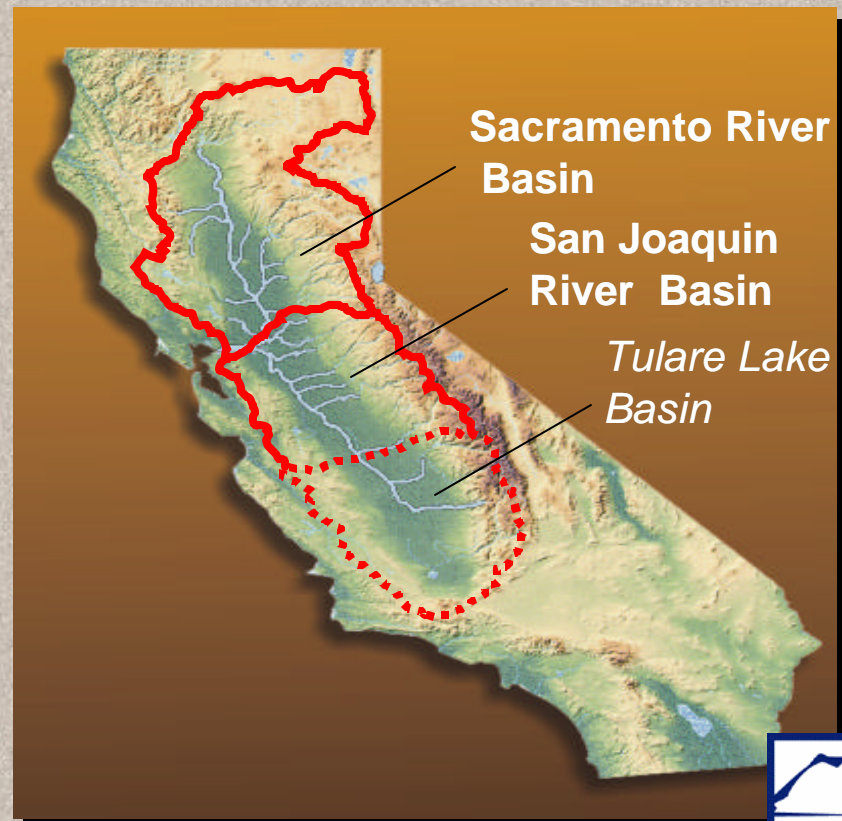 Sacramento River
Basin
San Joaquin
River Basin
Tulare Lake
Basin